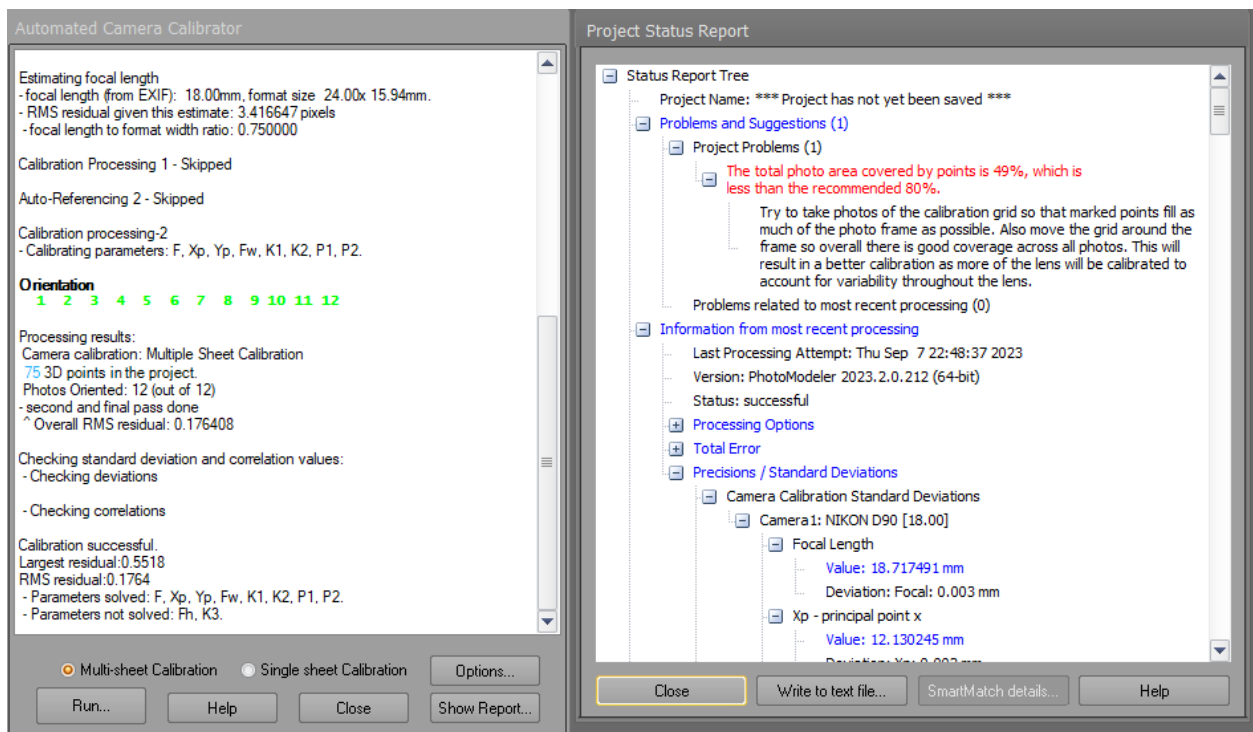 Automated Camera Calibrator
Estimating focal length
- focal length (from EXIF): 18.00mm, format size 24.00x 15.94mm.
- RMS residual given this estimate: 3.416647 pixels
- focal length to format width ratio: 0.750000
Calibration Processing 1 - Skipped
Auto-Referencing 2 - Skipped
Calibration processing-2
- Calibrating parameters: F, Xp, Yp, Fw, K1, K2, P1, P2.
Orientation
1 2 3 4 5 6 7 8 9 10 11 12
Processing results:
Camera calibration: Multiple Sheet Calibration
75 3D points in the project.
Photos Oriented: 12 (out of 12)
- second and final pass done
^ Overall RMS residual: 0.176408
Checking standard deviation and correlation values:
- Checking deviations
- Checking correlations
Calibration successful.
Largest residual:0.5518
RMS residual:0.1764
- Parameters solved: F, Xp, Yp, Fw, K1, K2, P1, P2.
- Parameters not solved: Fh, K3.
Multi-sheet Calibration
Single sheet Calibration
Options...
Run...
Help
Close
Show Report...
Project Status Report
Status Report Tree
Project Name: *** Project has not yet been saved ***
Problems and Suggestions (1)
Project Problems (1)
The total photo area covered by points is 49%, which is
less than the recommended 80%.
Try to take photos of the calibration grid so that marked points fill as
much of the photo frame as possible. Also move the grid around the
frame so overall there is good coverage across all photos. This will
result in a better calibration as more of the lens will be calibrated to
account for variability throughout the lens.
Problems related to most recent processing (0)
Information from most recent processing
Last Processing Attempt: Thu Sep 7 22:48:37 2023
Version: PhotoModeler 2023.2.0.212 (64-bit)
Status: successful
Processing Options
Total Error
Precisions / Standard Deviations
Camera Calibration Standard Deviations
Camera1: NIKON D90 [18.00]
Focal Length
Value: 18.717491 mm
Deviation: Focal: 0.003 mm
Xp - principal point x
Value: 12.130245 mm
Close
Write to text file...
SmartMatch details...
Help